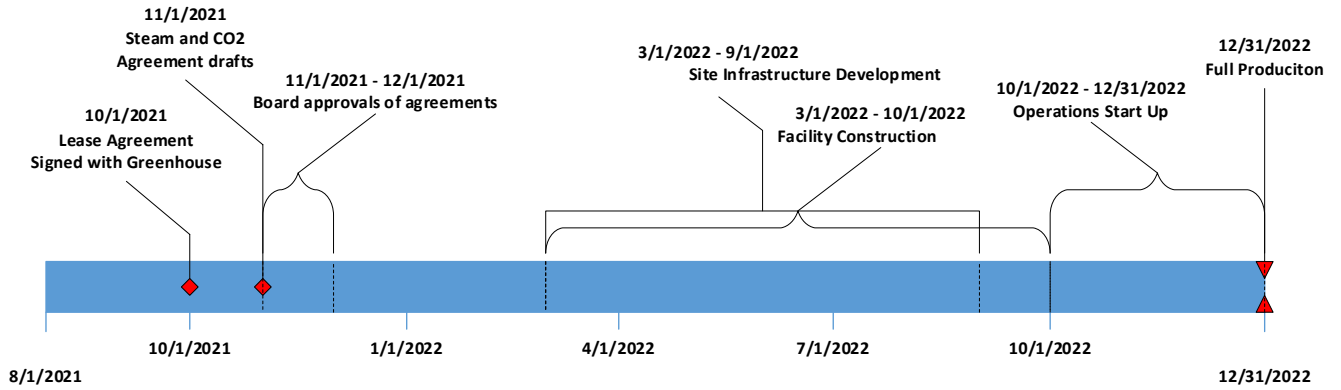 11/1/2021
Steam and CO2
Agreement drafts
11/1/2021 - 12/1/2021
Board approvals of agreements
10/1/2021
Lease Agreement
Signed with Greenhouse
3/1/2022 - 9/1/2022
Site Infrastructure Development
3/1/2022 - 10/1/2022
Facility Construction
10/1/2022 - 12/31/2022
Operations Start Up
12/31/2022
Full Produciton
10/1/2021
1/1/2022
4/1/2022
7/1/2022
10/1/2022
8/1/2021
12/31/2022